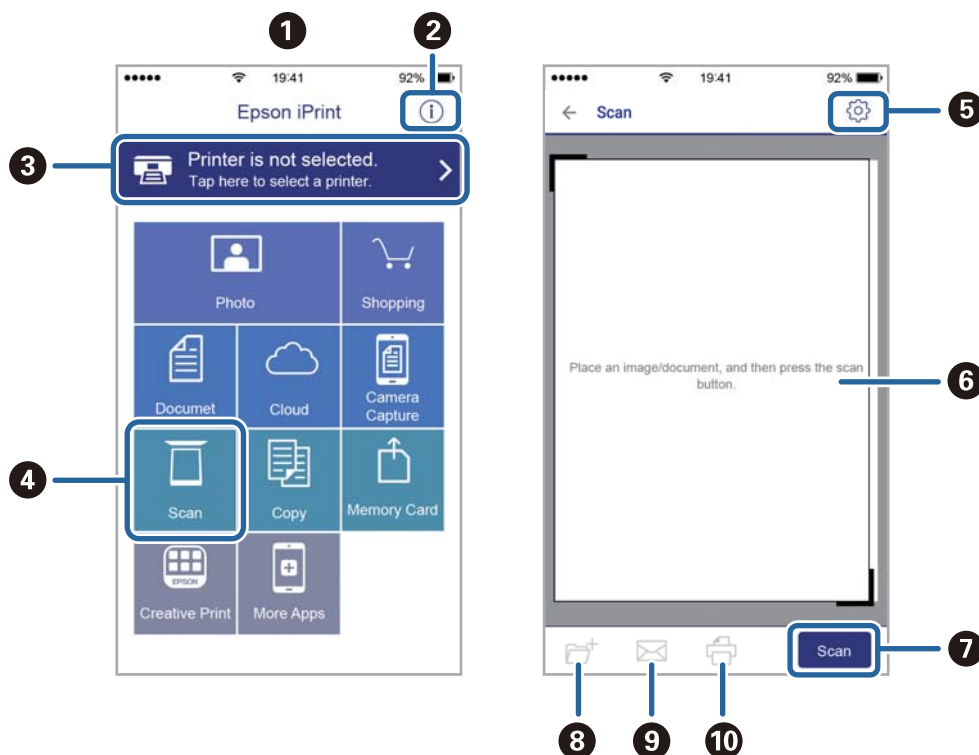 1 2
19:41 92%
Epson iPrint i
3
Printer is not selected.
Tap here to select a printer.
Photo Shopping
Documet Cloud Camera
Capture
4
Scan Copy Memory Card
EPSON
Creative Print More Apps
19:41 92%
Scan
5
Place an image/document, and then press the scan
button.
6
Scan
7
8 9 10